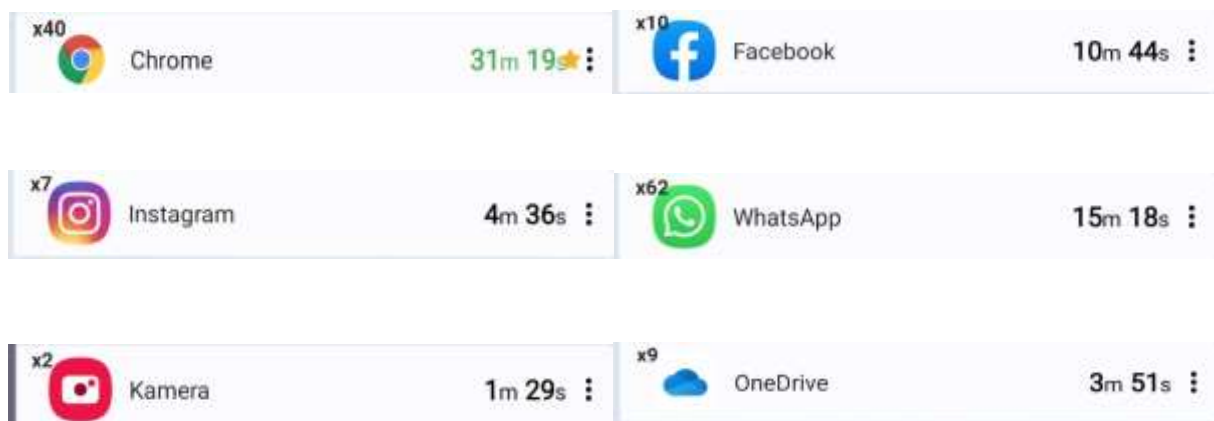 x40 Chrome 31m 19s
x10 Facebook 10m 44s
x7 Instagram 4m 36s
x62 WhatsApp 15m 18s
x2 Kamera 1m 29s
x9 OneDrive 3m 51s